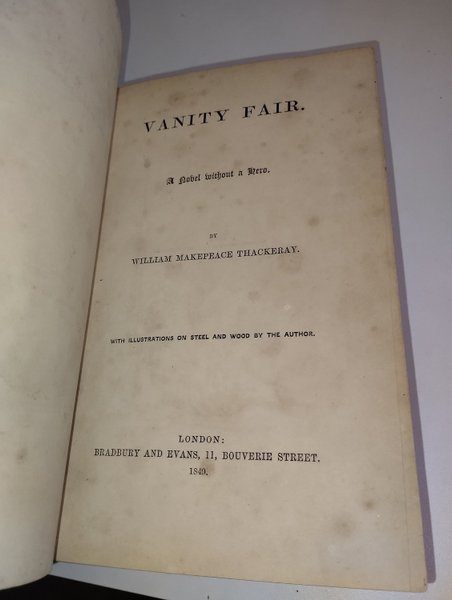 VANITY FAIR.
A Novel without a Hero.
BY
WILLIAM MAKEPEACE THACKERAY.
WITH ILLUSTRATIONS ON STEEL AND WOOD BY THE AUTHOR.
LONDON:
BRADBURY AND EVANS, 11, BOUVERIE STREET.
1849.